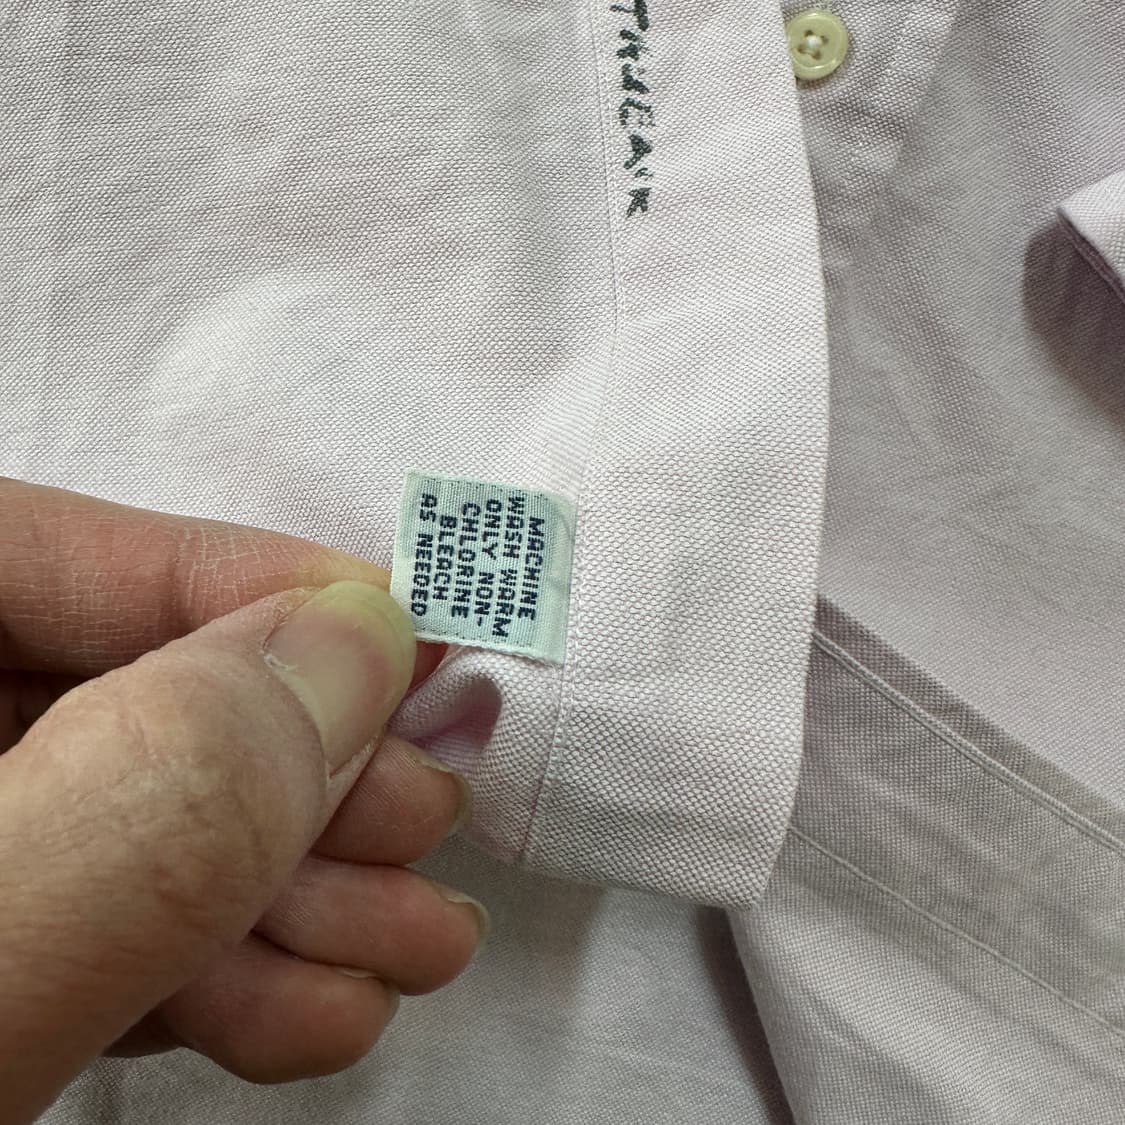 MACHINE
WASH WARM
ONLY NON-
CHLORINE
BLEACH
AS NEEDED